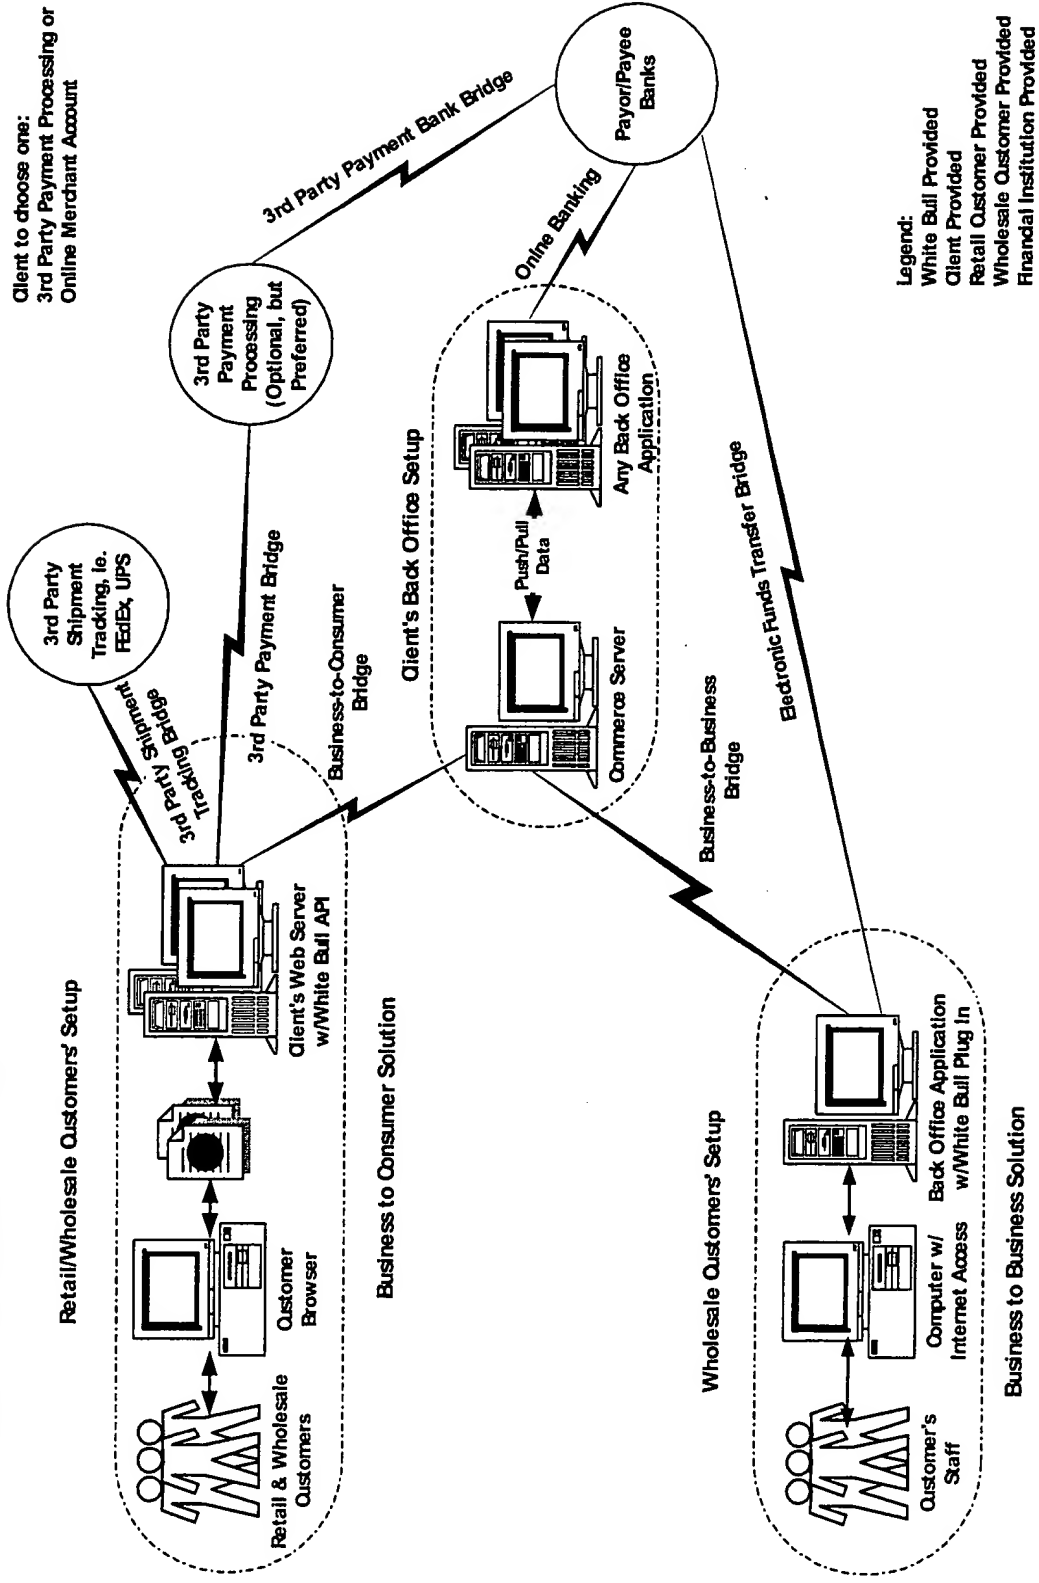 Client to choose one:
3rd Party Payment Processing or
Online Merchant Account
3rd Party
Shipment
Tracking, ie.
FEdEx, UPS
3rd Party
Payment
Processing
(Optional, but
Preferred)
3rd Party Payment Bank Bridge
Payor/Payee
Banks
Retail/Wholesale Customers' Setup
3rd Party Shipment
Tracking Bridge
3rd Party Payment Bridge
Retail & Wholesale
Customers
Customer
Browser
Client's Web Server
w/White Bull API
Business-to-Consumer
Bridge
Business to Consumer Solution
Client's Back Office Setup
Online Banking
Push/Pull
Data
Commerce Server
Any Back Office
Application
Business-to-Business
Bridge
Electronic Funds Transfer Bridge
Wholesale Customers' Setup
Customer's
Staff
Computer w/
Internet Access
Back Office Application
w/White Bull Plug In
Business to Business Solution
Legend:
White Bull Provided
Client Provided
Retail Customer Provided
Wholesale Customer Provided
Financial Institution Provided